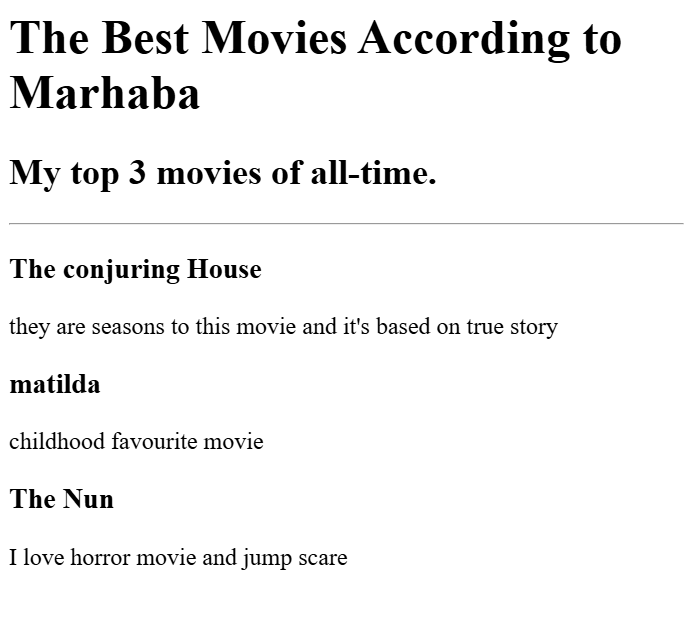 The Best Movies According to
Marhaba
My top 3 movies of all-time.
The conjuring House
they are seasons to this movie and it's based on true story
matilda
childhood favourite movie
The Nun
I love horror movie and jump scare